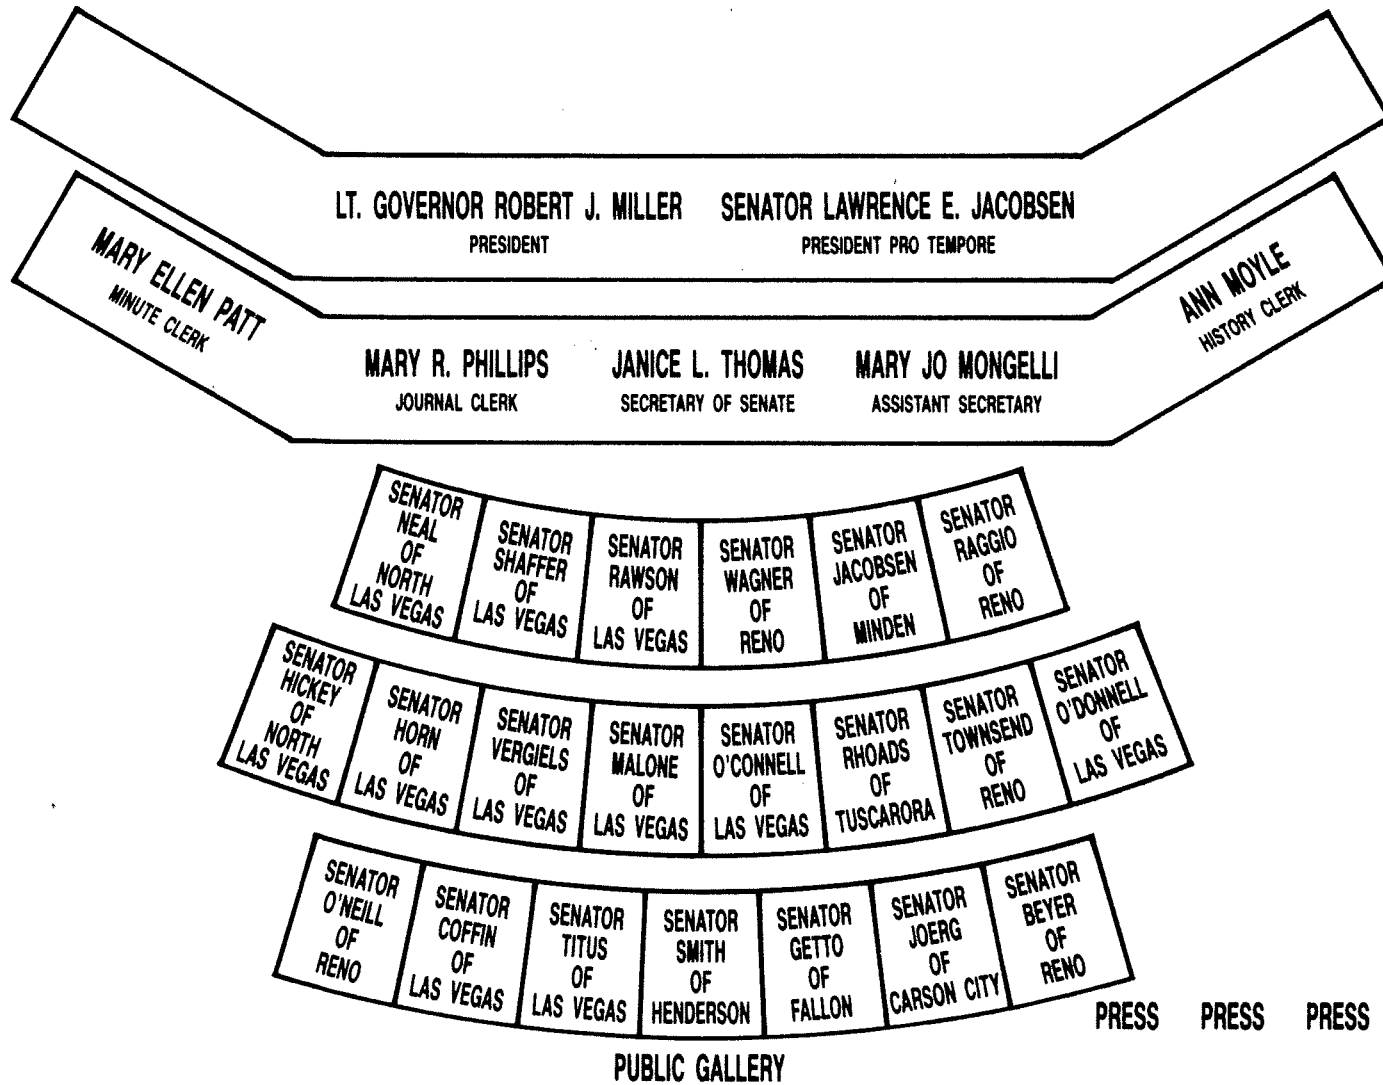 LT. GOVERNOR ROBERT J. MILLER
PRESIDENT
SENATOR LAWRENCE E. JACOBSEN
PRESIDENT PRO TEMPORE
MARY ELLEN PATT
MINUTE CLERK
MARY R. PHILLIPS
JOURNAL CLERK
JANICE L. THOMAS
SECRETARY OF SENATE
MARY JO MONGELLI
ASSISTANT SECRETARY
ANN MOYLE
HISTORY CLERK
SENATOR
NEAL
OF
NORTH
LAS VEGAS
SENATOR
SHAFFER
OF
LAS VEGAS
SENATOR
RAWSON
OF
LAS VEGAS
SENATOR
WAGNER
OF
RENO
SENATOR
JACOBSEN
OF
MINDEN
SENATOR
RAGGIO
OF
RENO
SENATOR
HICKEY
OF
NORTH
LAS VEGAS
SENATOR
HORN
OF
LAS VEGAS
SENATOR
VERGIELS
OF
LAS VEGAS
SENATOR
MALONE
OF
LAS VEGAS
SENATOR
O'CONNELL
OF
LAS VEGAS
SENATOR
RHOADS
OF
TUSCARORA
SENATOR
TOWNSEND
OF
RENO
SENATOR
O'DONNELL
OF
LAS VEGAS
SENATOR
O'NEILL
OF
RENO
SENATOR
COFFIN
OF
LAS VEGAS
SENATOR
TITUS
OF
LAS VEGAS
SENATOR
SMITH
OF
HENDERSON
SENATOR
GETTO
OF
FALLON
SENATOR
JOERG
OF
CARSON CITY
SENATOR
BEYER
OF
RENO
PRESS PRESS PRESS
PUBLIC GALLERY